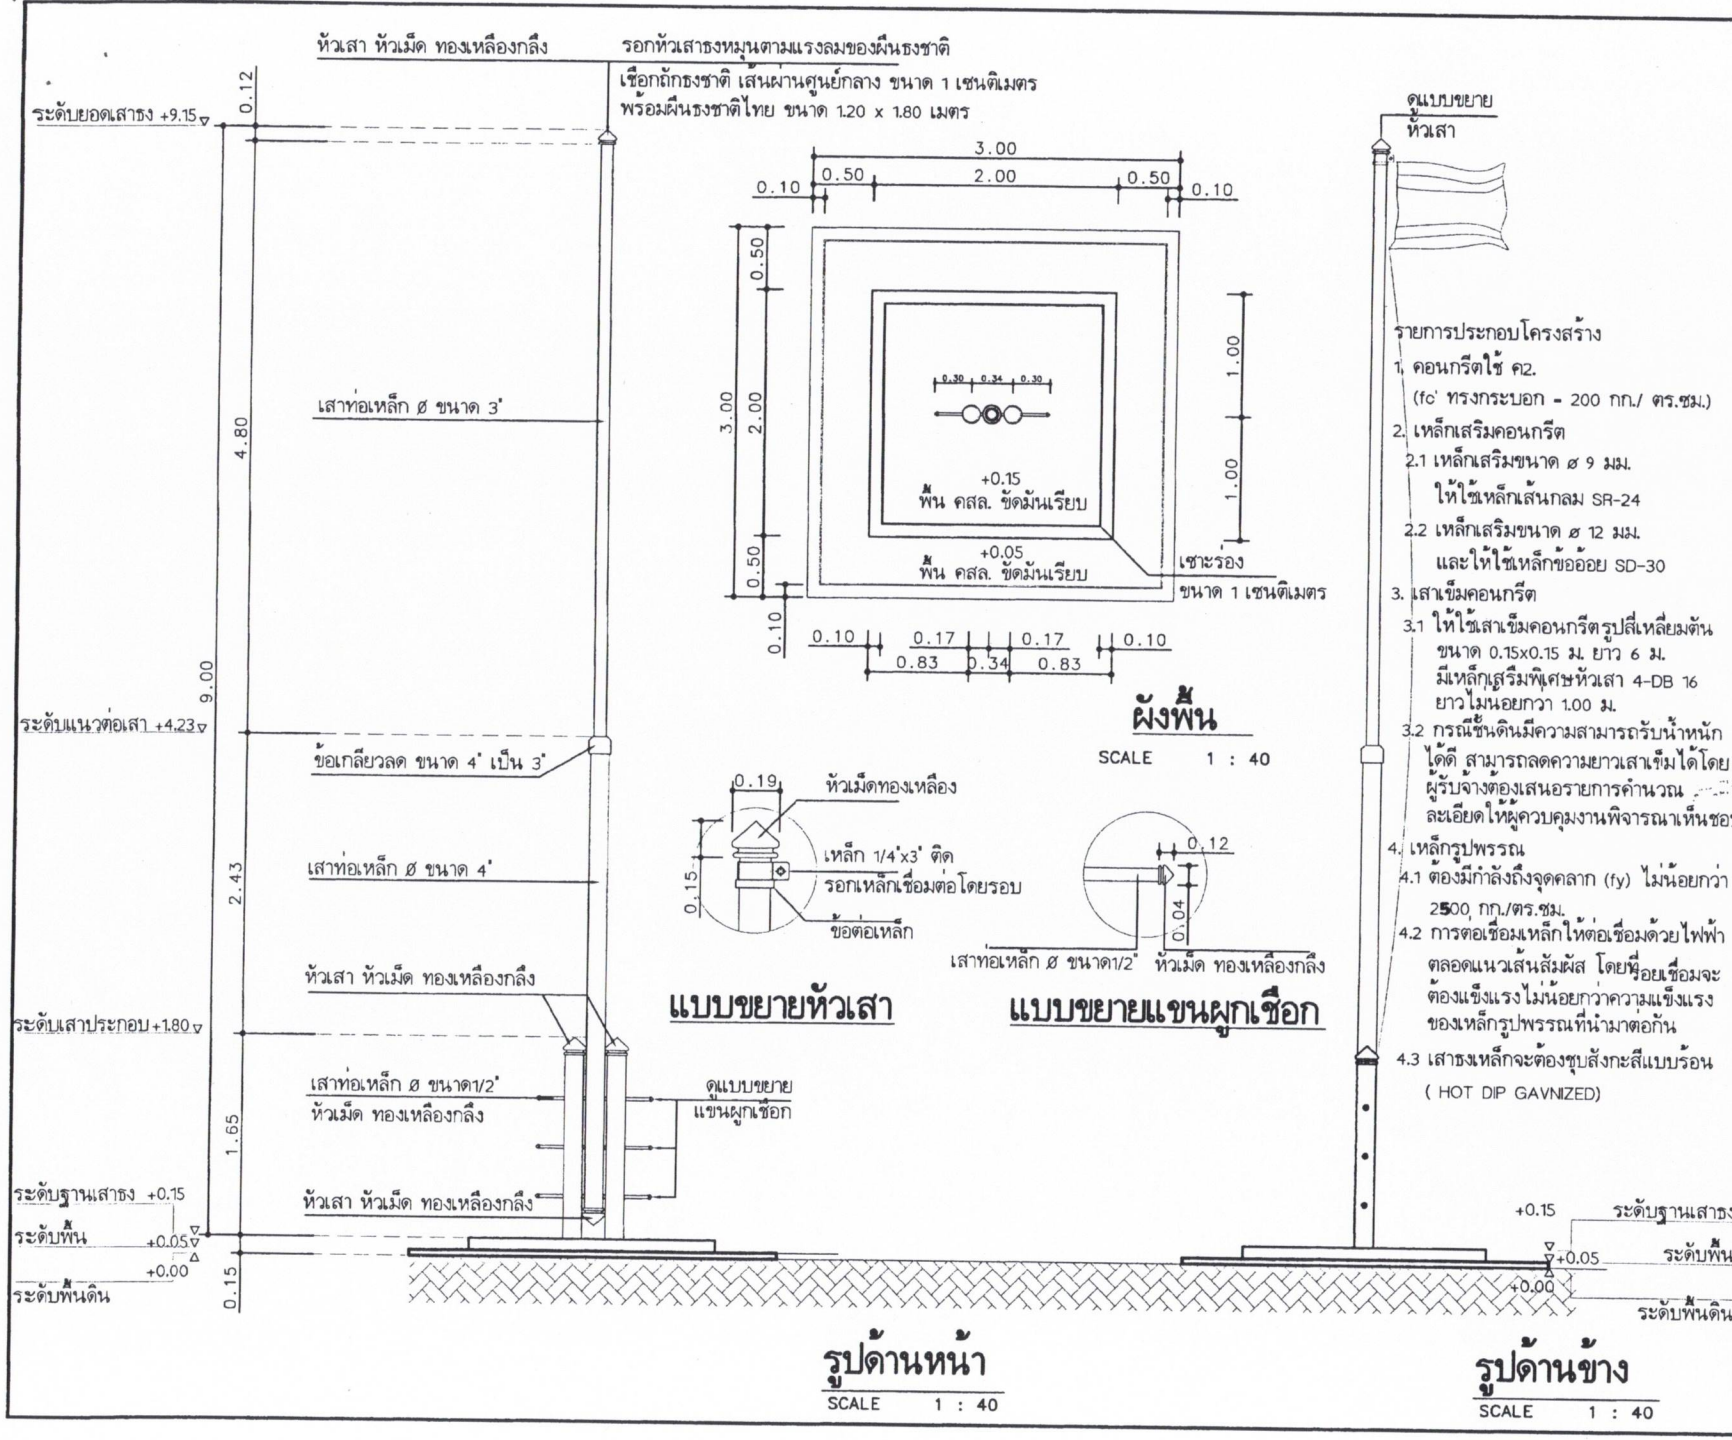 หัวเสา หัวเม็ด ทองเหลืองกลึง
รอกหัวเสาธงหมุนตามแรงลมของผืนธงชาติ
เชือกถักธงชาติ เส้นผ่านศูนย์กลาง ขนาด 1 เซนติเมตร
พร้อมผืนธงชาติไทย ขนาด 1.20 x 1.80 เมตร
ระดับยอดเสาธง +9.15
0.12
4.80
9.00
เสาท่อเหล็ก Ø ขนาด 3"
ระดับแนวต่อเสา +4.23
ข้อเกลียวลด ขนาด 4" เป็น 3"
2.43
เสาท่อเหล็ก Ø ขนาด 4"
หัวเสา หัวเม็ด ทองเหลืองกลึง
ระดับเสาประกอบ +1.80
เสาท่อเหล็ก Ø ขนาด1/2"
หัวเม็ด ทองเหลืองกลึง
ดูแบบขยาย
แขนผูกเชือก
1.65
หัวเสา หัวเม็ด ทองเหลืองกลึง
ระดับฐานเสาธง +0.15
ระดับพื้น +0.05
+0.00
ระดับพื้นดิน
0.15
รูปด้านหน้า
SCALE 1 : 40
3.00
0.50 2.00 0.50
0.10 0.10
0.50
3.00 2.00
0.50
0.10
1.00
1.00
0.30 0.34 0.30
+0.15
พื้น คสล. ขัดมันเรียบ
+0.05
พื้น คสล. ขัดมันเรียบ
เซาะร่อง
ขนาด 1 เซนติเมตร
0.10 0.17 0.17 0.10
0.83 0.34 0.83
ผังพื้น
SCALE 1 : 40
0.19
0.15
หัวเม็ดทองเหลือง
เหล็ก 1/4"x3" ติด
รอกเหล็กเชื่อมต่อโดยรอบ
ข้อต่อเหล็ก
แบบขยายหัวเสา
0.12
0.04
เสาท่อเหล็ก Ø ขนาด1/2" หัวเม็ด ทองเหลืองกลึง
แบบขยายแขนผูกเชือก
ดูแบบขยาย
หัวเสา
รายการประกอบโครงสร้าง
1. คอนกรีตใช้ ค2.
(fc' ทรงกระบอก = 200 กก./ ตร.ซม.)
2. เหล็กเสริมคอนกรีต
2.1 เหล็กเสริมขนาด ø 9 มม.
ให้ใช้เหล็กเส้นกลม SR-24
2.2 เหล็กเสริมขนาด ø 12 มม.
และให้ใช้เหล็กข้ออ้อย SD-30
3. เสาเข็มคอนกรีต
3.1 ให้ใช้เสาเข็มคอนกรีตรูปสี่เหลี่ยมตัน
ขนาด 0.15x0.15 ม. ยาว 6 ม.
มีเหล็กเสริมพิเศษหัวเสา 4-DB 16
ยาวไม่น้อยกว่า 1.00 ม.
3.2 กรณีชั้นดินมีความสามารถรับน้ำหนัก
ได้ดี สามารถลดความยาวเสาเข็มได้โดย
ผู้รับจ้างต้องเสนอรายการคำนวณ
ละเอียดให้ผู้ควบคุมงานพิจารณาเห็นชอบ
4. เหล็กรูปพรรณ
4.1 ต้องมีกำลังถึงจุดคลาก (fy) ไม่น้อยกว่า
2500 กก./ตร.ซม.
4.2 การต่อเชื่อมเหล็กให้ต่อเชื่อมด้วยไฟฟ้า
ตลอดแนวเส้นสัมผัส โดยที่รอยเชื่อมจะ
ต้องแข็งแรงไม่น้อยกว่าความแข็งแรง
ของเหล็กรูปพรรณที่นำมาต่อกัน
4.3 เสาธงเหล็กจะต้องชุบสังกะสีแบบร้อน
( HOT DIP GAVNIZED)
+0.15 ระดับฐานเสาธง
+0.05 ระดับพื้น
+0.00
ระดับพื้นดิน
รูปด้านข้าง
SCALE 1 : 40